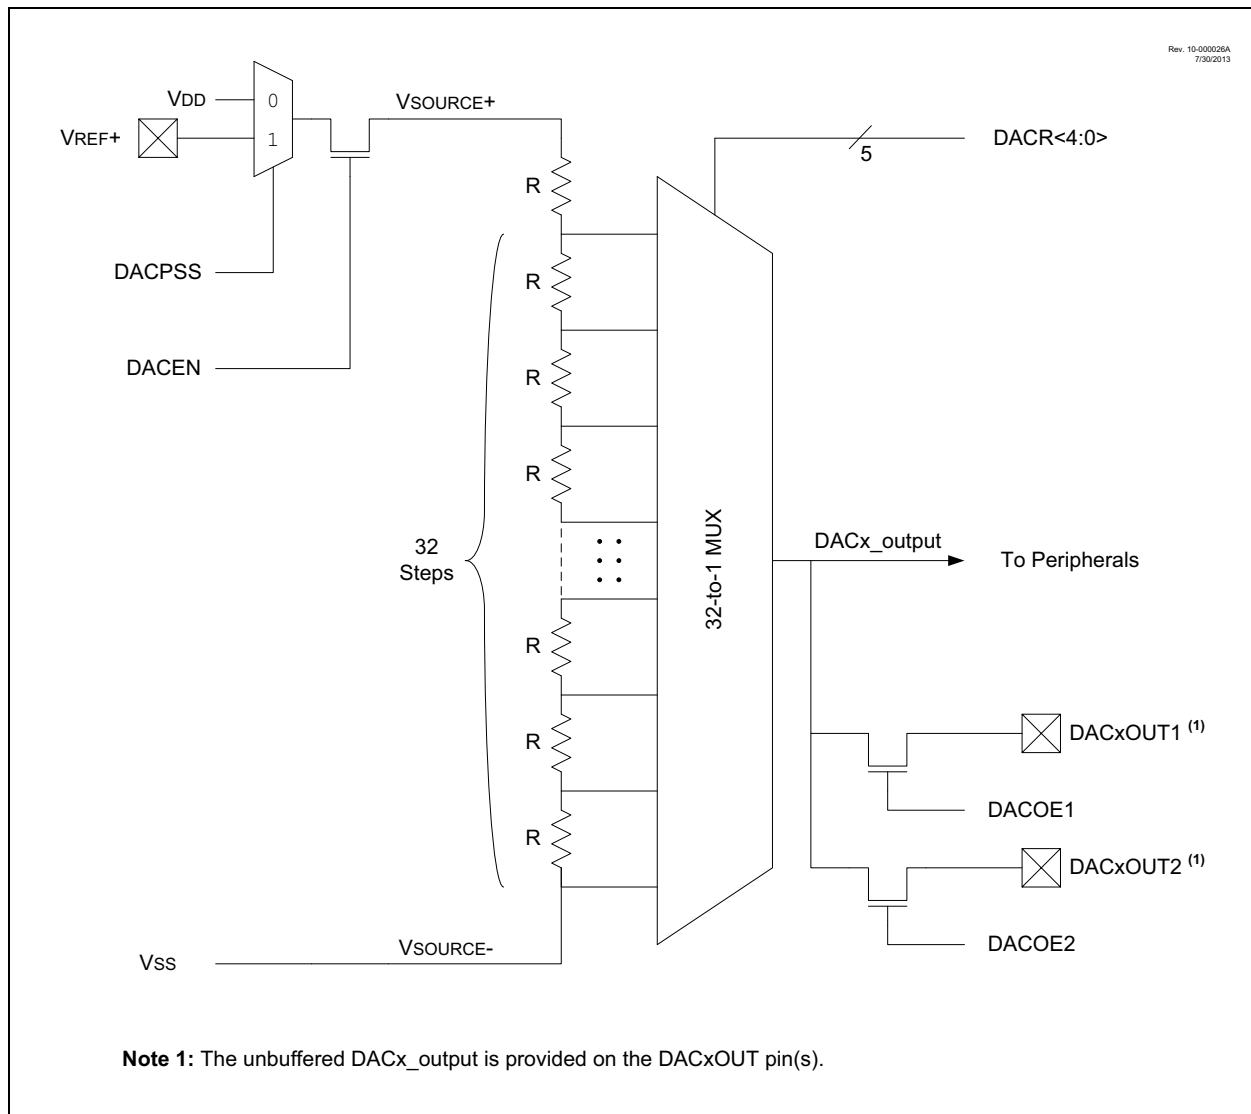 Rev. 10-000026A
7/30/2013
VDD
0
VSOURCE+
VREF+
1
DACR<4:0>
5
R
DACPSS
R
DACEN
R
R
32
Steps
32-to-1 MUX
DACx_output
To Peripherals
R
R
DACxOUT1 (1)
DACOE1
R
DACxOUT2 (1)
DACOE2
VSOURCE-
VSS
Note 1: The unbuffered DACx_output is provided on the DACxOUT pin(s).